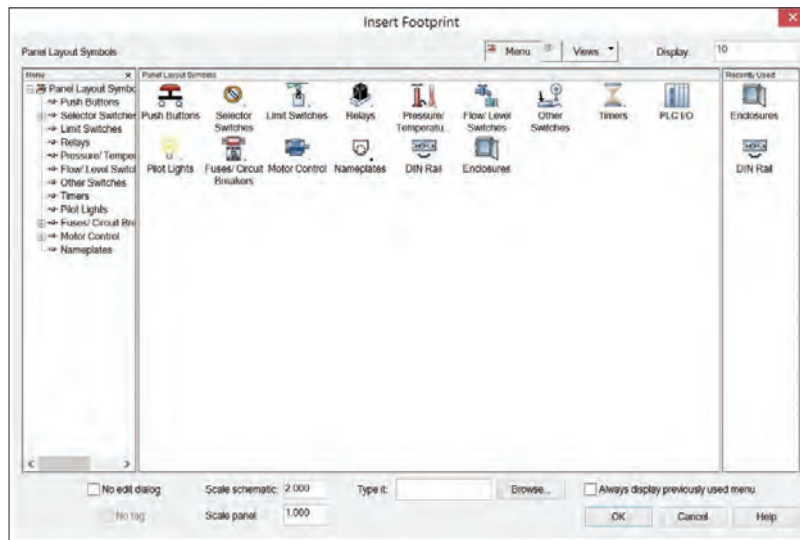 Insert Footprint
Panel Layout Symbols
Menu
Views
Display:
10
Menu
Panel Layout Symbols
Recently Used
Panel Layout Symbo
Push Buttons
Selector Switches
Limit Switches
Relays
Pressure/ Temper
Flow/ Level Switc
Other Switches
Timers
Pilot Lights
Fuses/ Circuit Bre
Motor Control
Nameplates
Push Buttons
Selector Switches
Limit Switches
Relays
Pressure/ Temperatu..
Flow/ Level Switches
Other Switches
Timers
PLC I/O
Pilot Lights
Fuses/ Circuit Breakers
Motor Control
Nameplates
DIN Rail
Enclosures
Enclosures
DIN Rail
No edit dialog
Scale schematic:
2.000
Type it:
Browse...
Always display previously used menu
No tag
Scale panel:
1.000
OK
Cancel
Help